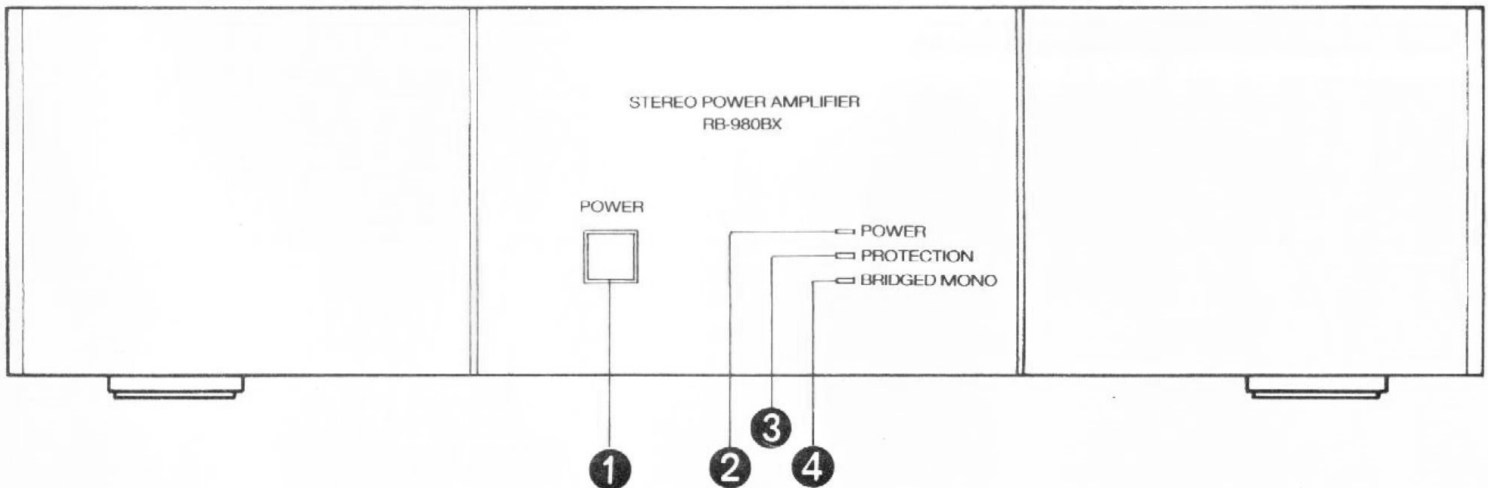 STEREO POWER AMPLIFIER
RB-980BX
POWER
POWER
PROTECTION
BRIDGED MONO
1
2
3
4